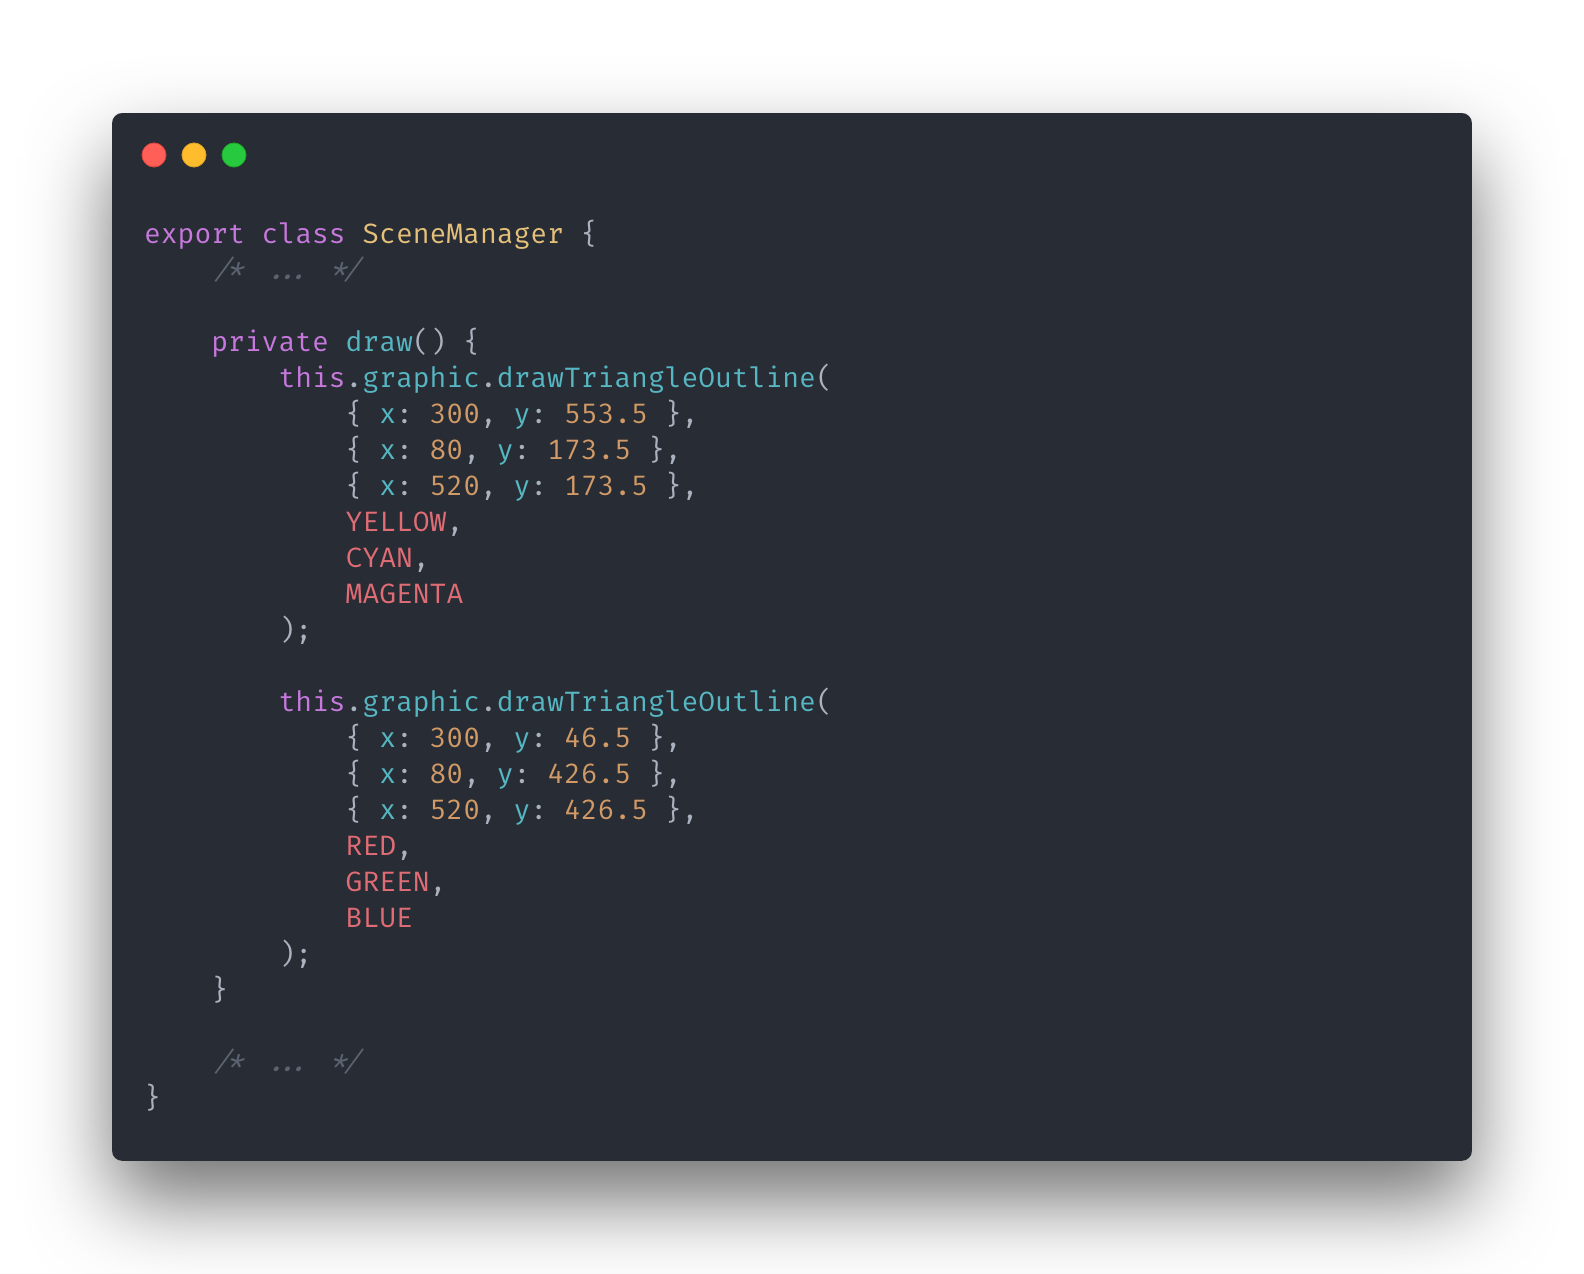 export class SceneManager {
    /* ... */

    private draw() {
        this.graphic.drawTriangleOutline(
            { x: 300, y: 553.5 },
            { x: 80, y: 173.5 },
            { x: 520, y: 173.5 },
            YELLOW,
            CYAN,
            MAGENTA
        );

        this.graphic.drawTriangleOutline(
            { x: 300, y: 46.5 },
            { x: 80, y: 426.5 },
            { x: 520, y: 426.5 },
            RED,
            GREEN,
            BLUE
        );
    }

    /* ... */
}